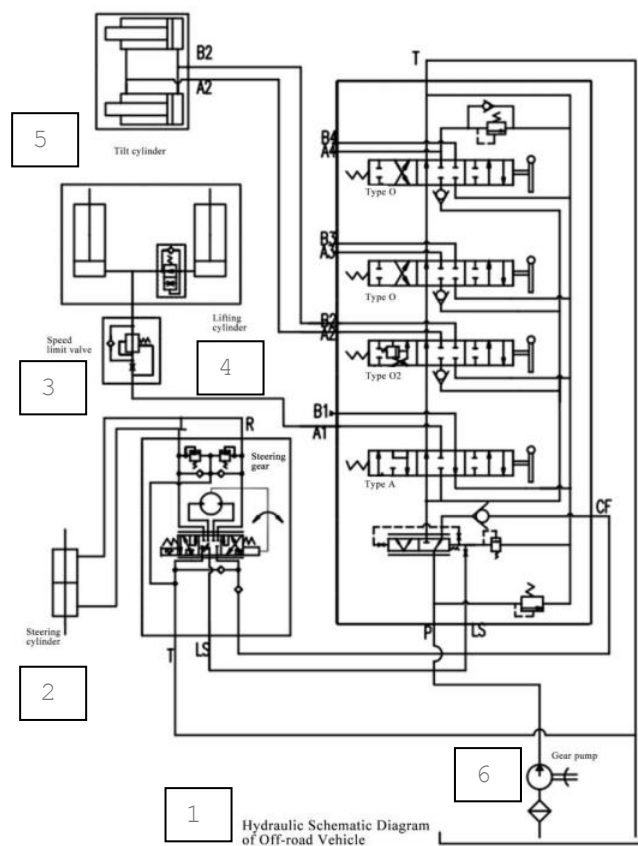 T
B2
A2
5
Tilt cylinder
B4
A4
Type O
B3
A3
Type O
Lifting
cylinder
B2
A2
Type O2
Speed
limit valve
4
3
B1
A1
R
Steering
gear
Type A
CF
Steering
cylinder
T
LS
P
LS
2
6
Gear pump
1
Hydraulic Schematic Diagram
of Off-road Vehicle